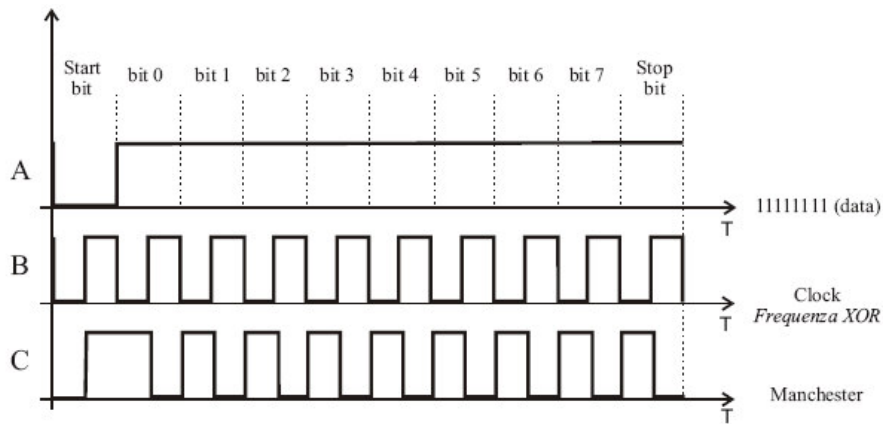 Start
bit
bit 0
bit 1
bit 2
bit 3
bit 4
bit 5
bit 6
bit 7
Stop
bit
A
11111111 (data)
T
B
Clock
Frequenza XOR
T
C
Manchester
T